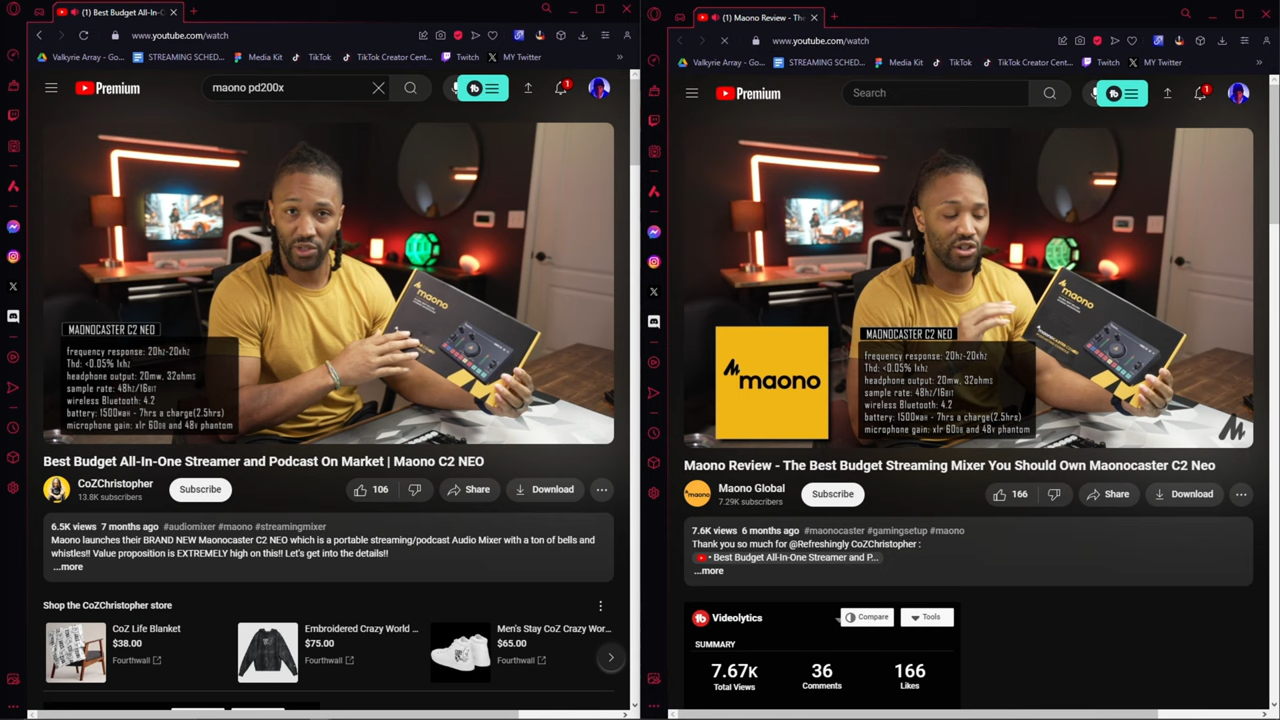 (1) Best Budget All-In-O
www.youtube.com/watch
Valkyrie Array - Go...
STREAMING SCHED...
Media Kit
TikTok
TikTok Creator Cent...
Twitch
MY Twitter
Premium
maono pd200x
1
MAONOCASTER C2 NEO
frequency response: 20Hz-20kHz
Thd: <0.05% 1kHz
headphone output: 20mw, 32ohms
sample rate: 48hz/16BIT
wireless Bluetooth: 4.2
battery: 1500MAH - 7hrs a charge(2.5hrs)
microphone gain: xlr 60DB and 48v phantom
maono
Best Budget All-In-One Streamer and Podcast On Market | Maono C2 NEO
CoZChristopher
13.8K subscribers
Subscribe
106
Share
Download
6.5K views 7 months ago #audiomixer #maono #streamingmixer
Maono launches their BRAND NEW Maonocaster C2 NEO which is a portable streaming/podcast Audio Mixer with a ton of bells and
whistles!! Value proposition is EXTREMELY high on this!! Let's get into the details!!
...more
Shop the CoZChristopher store
CoZ Life Blanket
$38.00
Fourthwall
Embroidered Crazy World ...
$75.00
Fourthwall
Men's Stay CoZ Crazy Wor...
$65.00
Fourthwall
(1) Maono Review - The
www.youtube.com/watch
Valkyrie Array - Go...
STREAMING SCHED...
Media Kit
TikTok
TikTok Creator Cent...
Twitch
MY Twitter
Premium
Search
1
maono
MAONOCASTER C2 NEO
frequency response: 20Hz-20kHz
Thd: <0.05% 1kHz
headphone output: 20mw, 32ohms
sample rate: 48hz/16BIT
wireless Bluetooth: 4.2
battery: 1500MAH - 7hrs a charge(2.5hrs)
microphone gain: xlr 60DB and 48v phantom
maono
Maono Review - The Best Budget Streaming Mixer You Should Own Maonocaster C2 Neo
Maono Global
7.29K subscribers
Subscribe
166
Share
Download
7.6K views 6 months ago #maonocaster #gamingsetup #maono
Thank you so much for @Refreshingly CoZChristopher :
• Best Budget All-In-One Streamer and P...
...more
Videolytics
Compare
Tools
SUMMARY
7.67K
Total Views
36
Comments
166
Likes